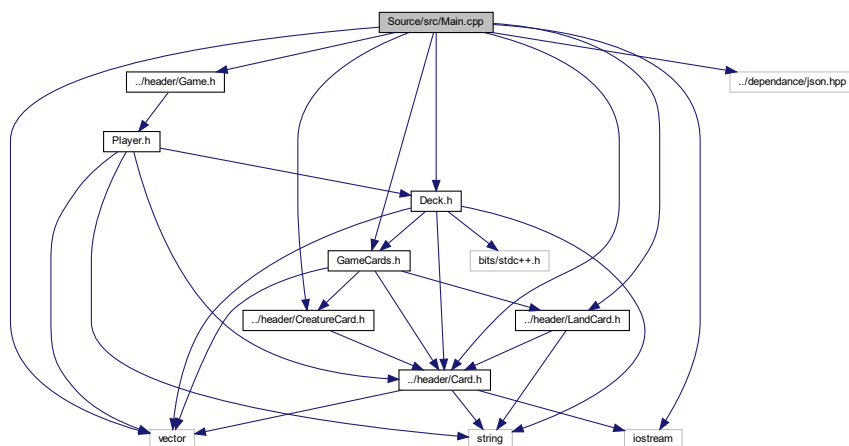 Source/src/Main.cpp
../header/Game.h
../dependance/json.hpp
Player.h
Deck.h
GameCards.h
bits/stdc++.h
../header/CreatureCard.h
../header/LandCard.h
../header/Card.h
vector
string
iostream